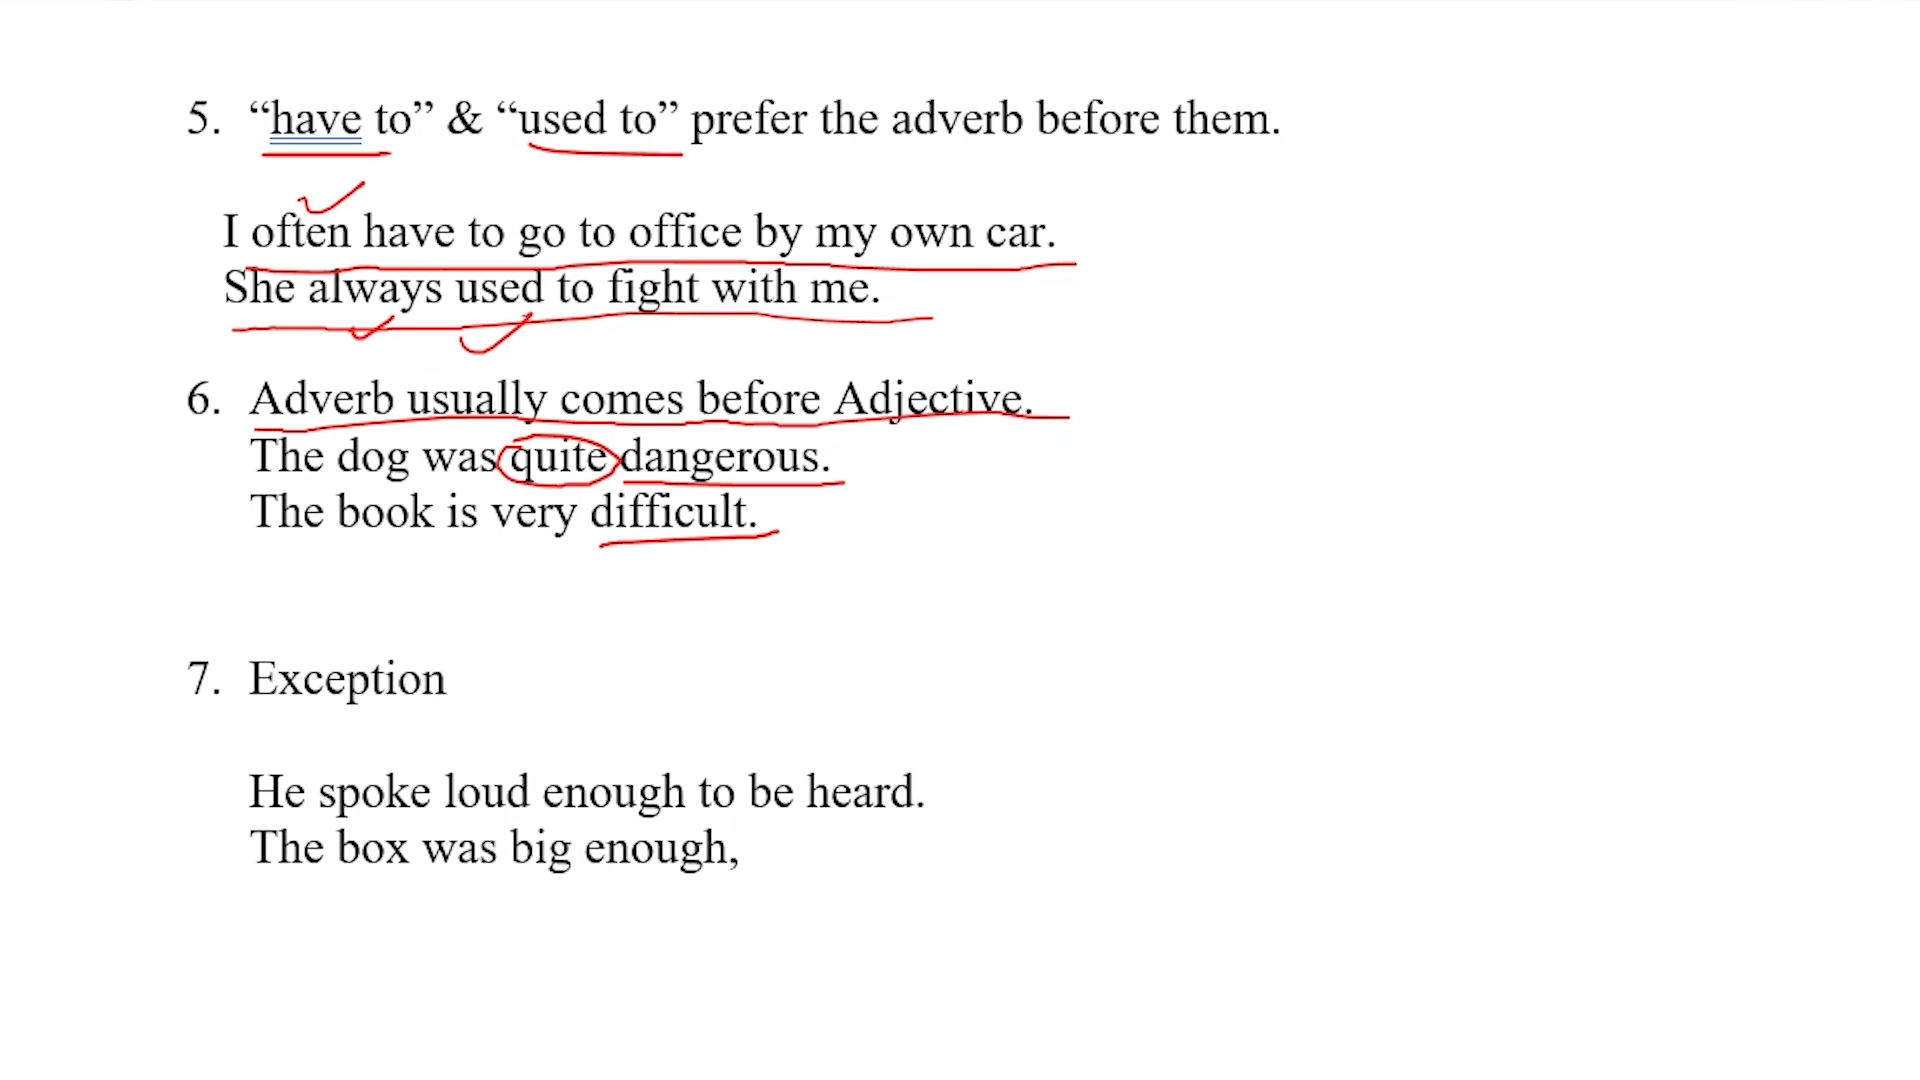 5. “have to” & “used to” prefer the adverb before them.
I often have to go to office by my own car.
She always used to fight with me.
6. Adverb usually comes before Adjective.
The dog was quite dangerous.
The book is very difficult.
7. Exception
He spoke loud enough to be heard.
The box was big enough,